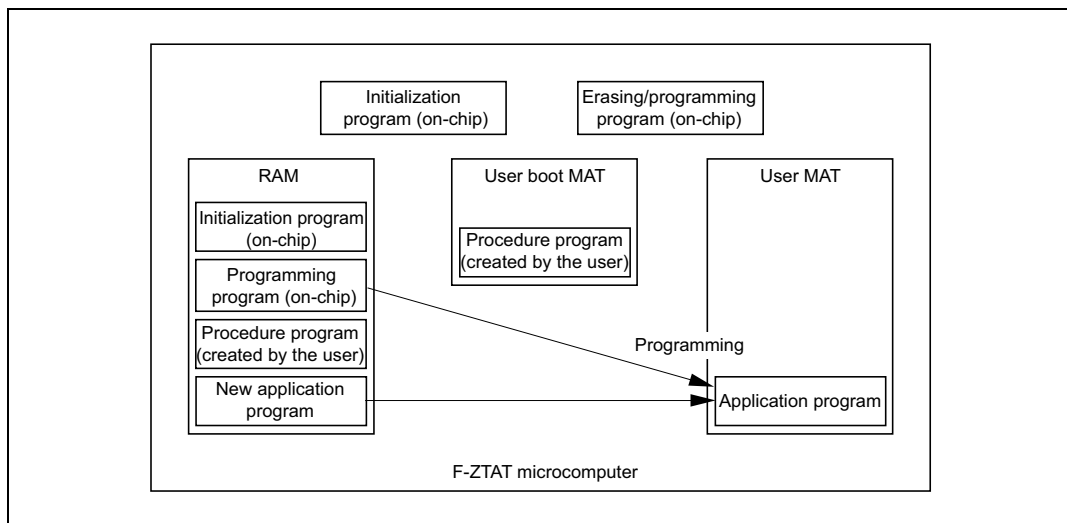 Initialization
program (on-chip)
Erasing/programming
program (on-chip)
RAM
Initialization program
(on-chip)
Programming
program (on-chip)
Procedure program
(created by the user)
New application
program
User boot MAT
Procedure program
(created by the user)
User MAT
Programming
Application program
F-ZTAT microcomputer